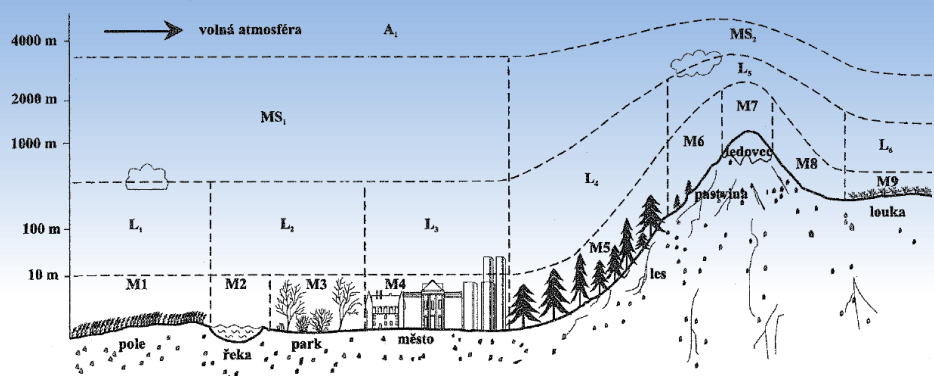 4000 m
volná atmosféra
A₁
MS₂
L₅
2000 m
MS₁
M7
1000 m
M6
ledovec
M8
L₆
L₄
M9
pastvina
louka
100 m
L₁
L₂
L₃
M5
10 m
M1
M2
M3
M4
les
pole
řeka
park
město